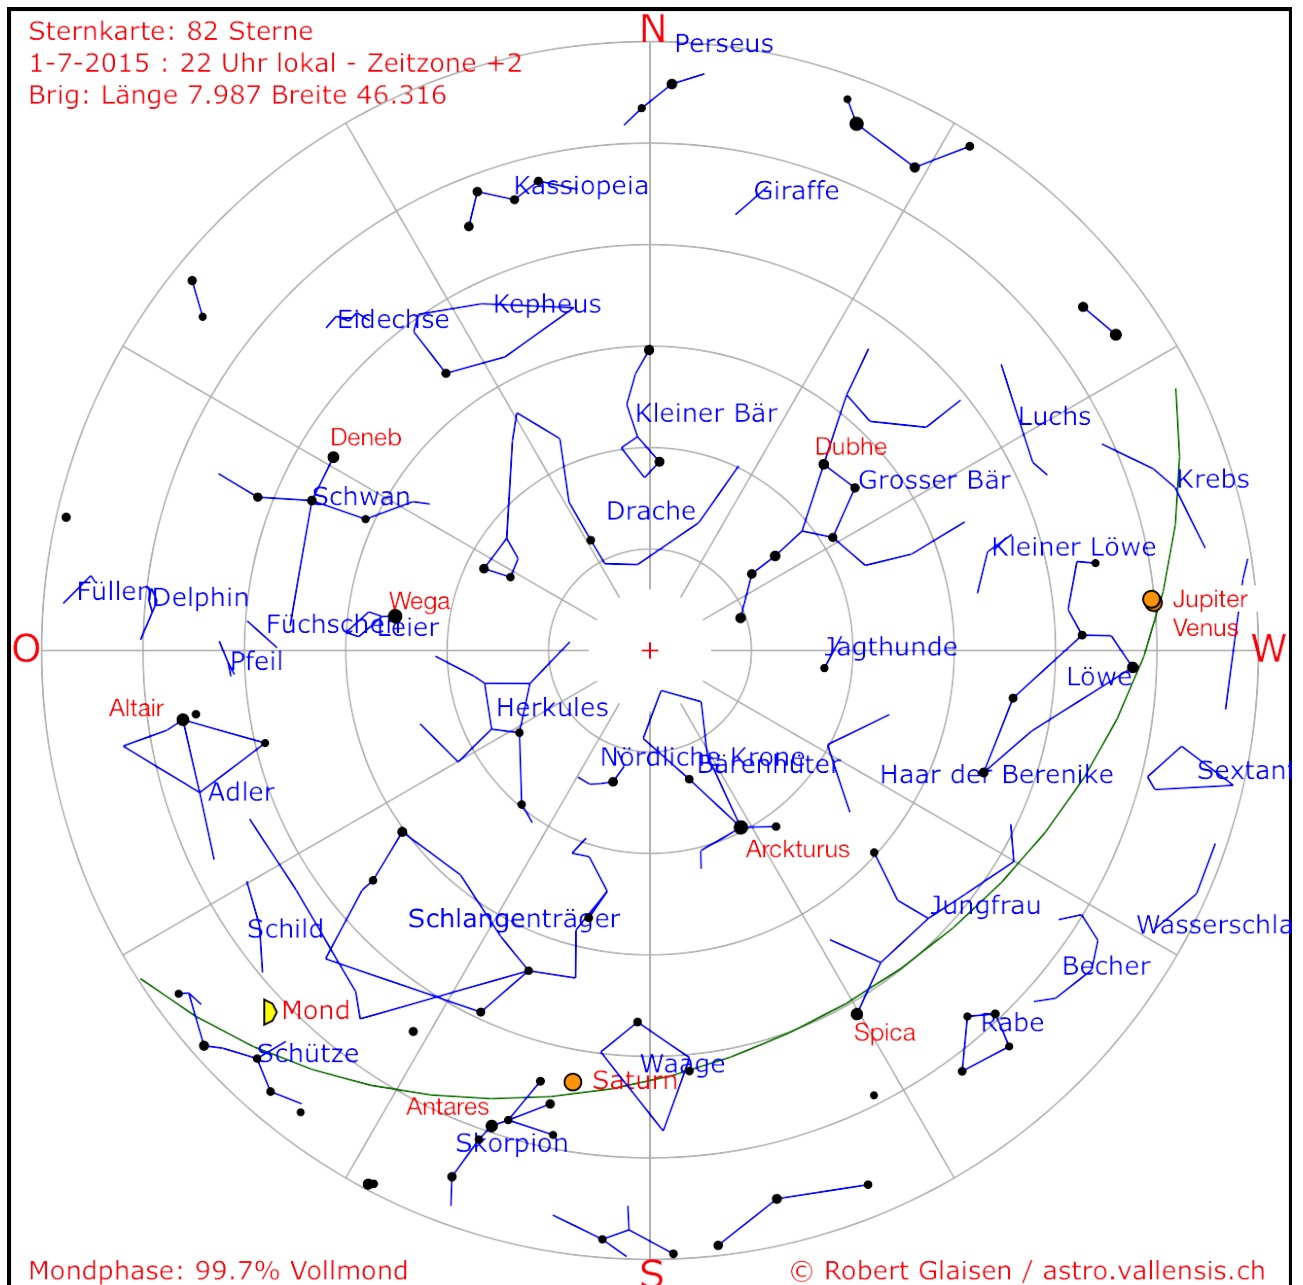 Sternkarte: 82 Sterne
1-7-2015 : 22 Uhr lokal - Zeitzone +2
Brig: Länge 7.987 Breite 46.316
N
Perseus
Kassiopeia
Giraffe
Kepheus
Eidechse
Kleiner Bär
Luchs
Deneb
Dubhe
Grosser Bär
Krebs
Schwan
Drache
Kleiner Löwe
Füllen
Delphin
Wega
Jupiter
Füchschen
Leier
Venus
O
Pfeil
Jagdhunde
W
Löwe
Altair
Herkules
Nördliche Krone
Bärenhüter
Haar der Berenike
Sextant
Adler
Arckturus
Schild
Schlangenträger
Jungfrau
Wasserschla
Becher
Mond
Spica
Rabe
Schütze
Waage
Saturn
Antares
Skorpion
Mondphase: 99.7% Vollmond
S
© Robert Glaisen / astro.vallensis.ch